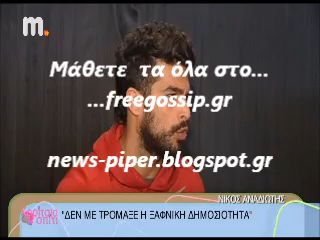 m.
Μάθετε τα όλα στο...
...freegossip.gr
news-piper.blogspot.gr
ΝΙΚΟΣ ΑΝΑΔΙΩΤΗΣ
"ΔΕΝ ΜΕ ΤΡΟΜΑΞΕ Η ΞΑΦΝΙΚΗ ΔΗΜΟΣΙΟΤΗΤΑ"